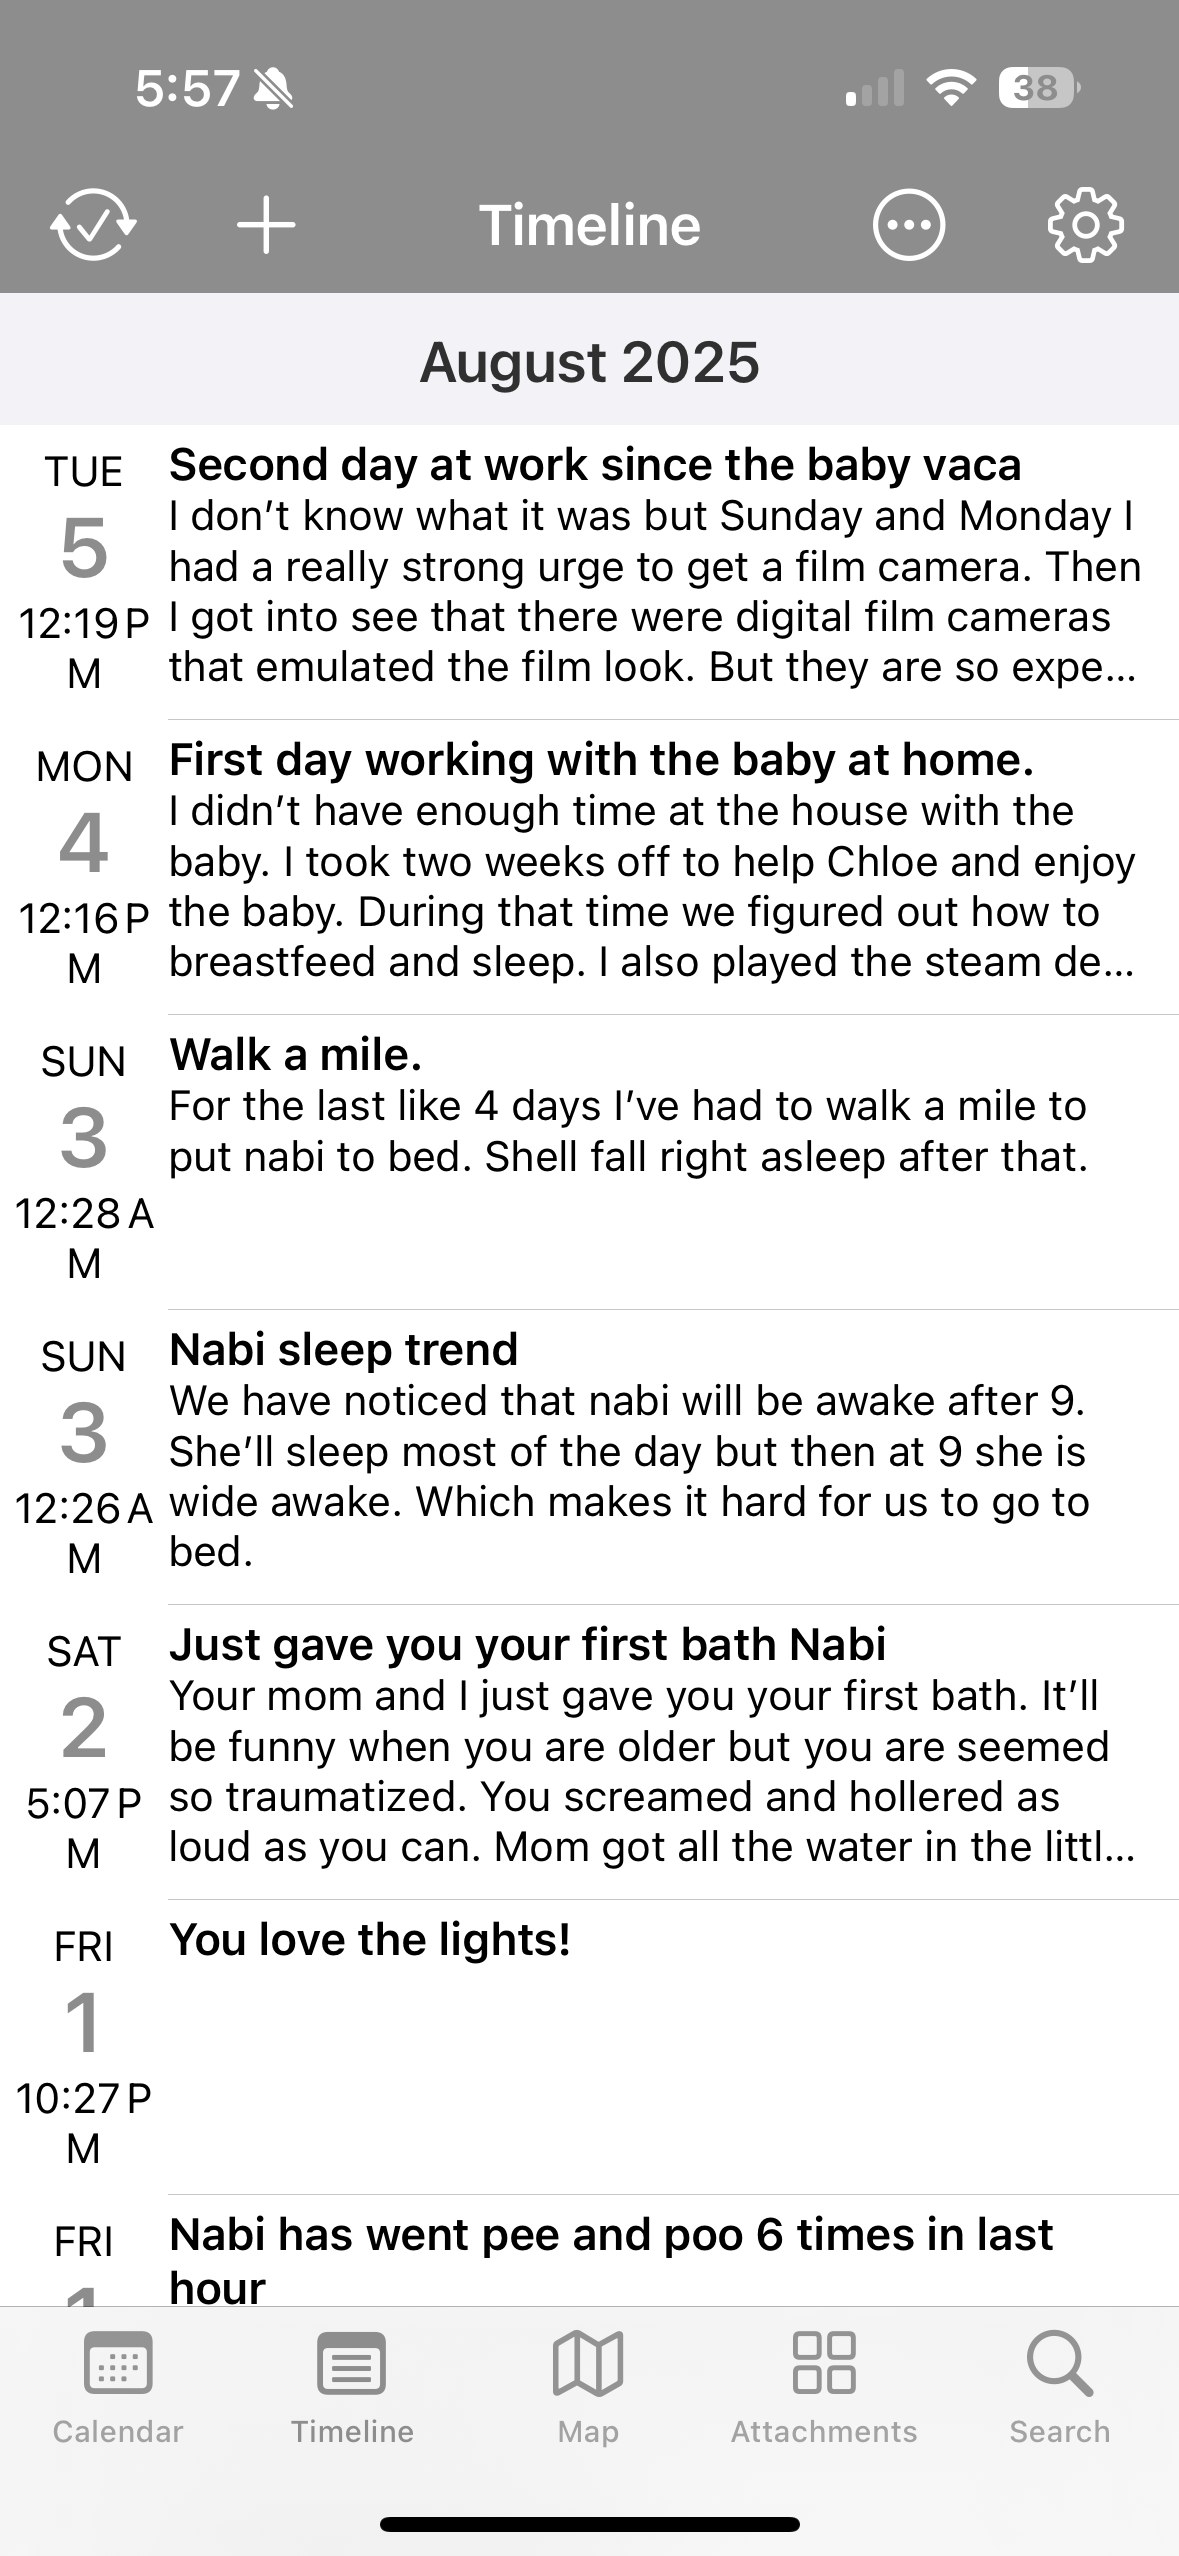 5:57
38
Timeline
August 2025
TUE
5
12:19 P
M
Second day at work since the baby vaca
I don’t know what it was but Sunday and Monday I
had a really strong urge to get a film camera. Then
I got into see that there were digital film cameras
that emulated the film look. But they are so expe...
MON
4
12:16 P
M
First day working with the baby at home.
I didn’t have enough time at the house with the
baby. I took two weeks off to help Chloe and enjoy
the baby. During that time we figured out how to
breastfeed and sleep. I also played the steam de...
SUN
3
12:28 A
M
Walk a mile.
For the last like 4 days I’ve had to walk a mile to
put nabi to bed. Shell fall right asleep after that.
SUN
3
12:26 A
M
Nabi sleep trend
We have noticed that nabi will be awake after 9.
She’ll sleep most of the day but then at 9 she is
wide awake. Which makes it hard for us to go to
bed.
SAT
2
5:07 P
M
Just gave you your first bath Nabi
Your mom and I just gave you your first bath. It’ll
be funny when you are older but you are seemed
so traumatized. You screamed and hollered as
loud as you can. Mom got all the water in the littl...
FRI
1
10:27 P
M
You love the lights!
FRI
1
Nabi has went pee and poo 6 times in last
hour
Calendar
Timeline
Map
Attachments
Search